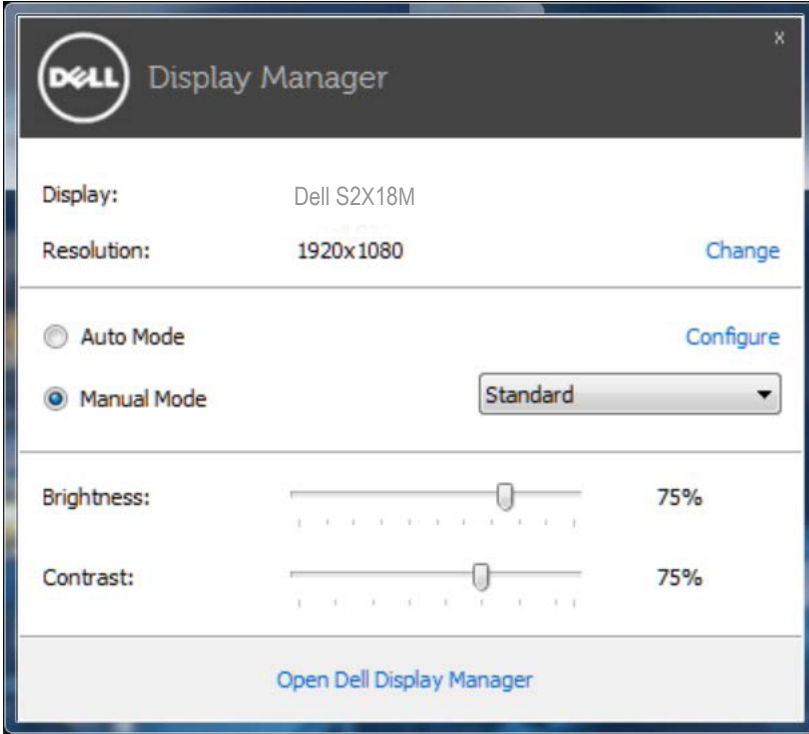 DELL Display Manager
x
Display: Dell S2X18M
Resolution: 1920x1080 Change
Auto Mode Configure
Manual Mode Standard
Brightness: 75%
Contrast: 75%
Open Dell Display Manager